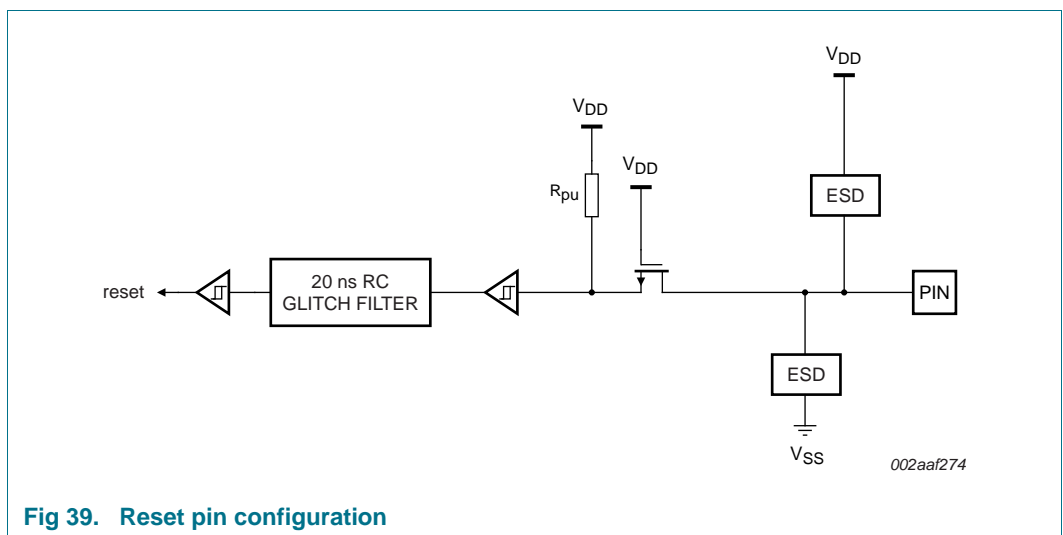 VDD
VDD
VDD
ESD
Rpu
reset
20 ns RC
GLITCH FILTER
PIN
ESD
VSS
002aaf274
Fig 39. Reset pin configuration